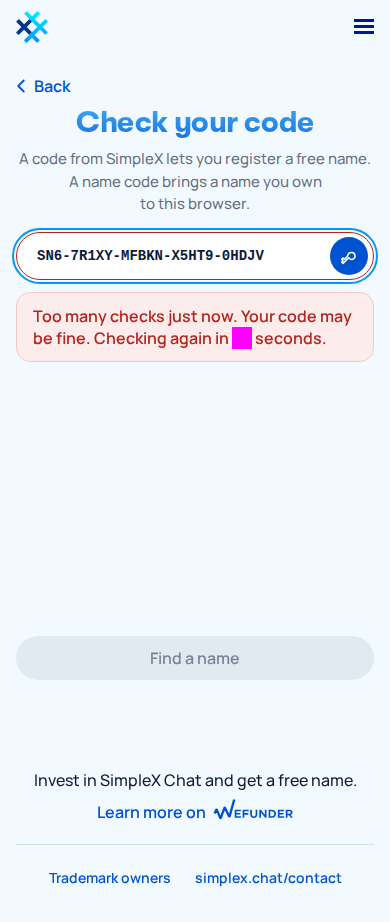 Back
Check your code
A code from SimpleX lets you register a free name.
A name code brings a name you own
to this browser.
SN6-7R1XY-MFBKN-X5HT9-0HDJV
Too many checks just now. Your code may
be fine. Checking again in seconds.
Find a name
Invest in SimpleX Chat and get a free name.
Learn more on WEFUNDER
Trademark owners simplex.chat/contact